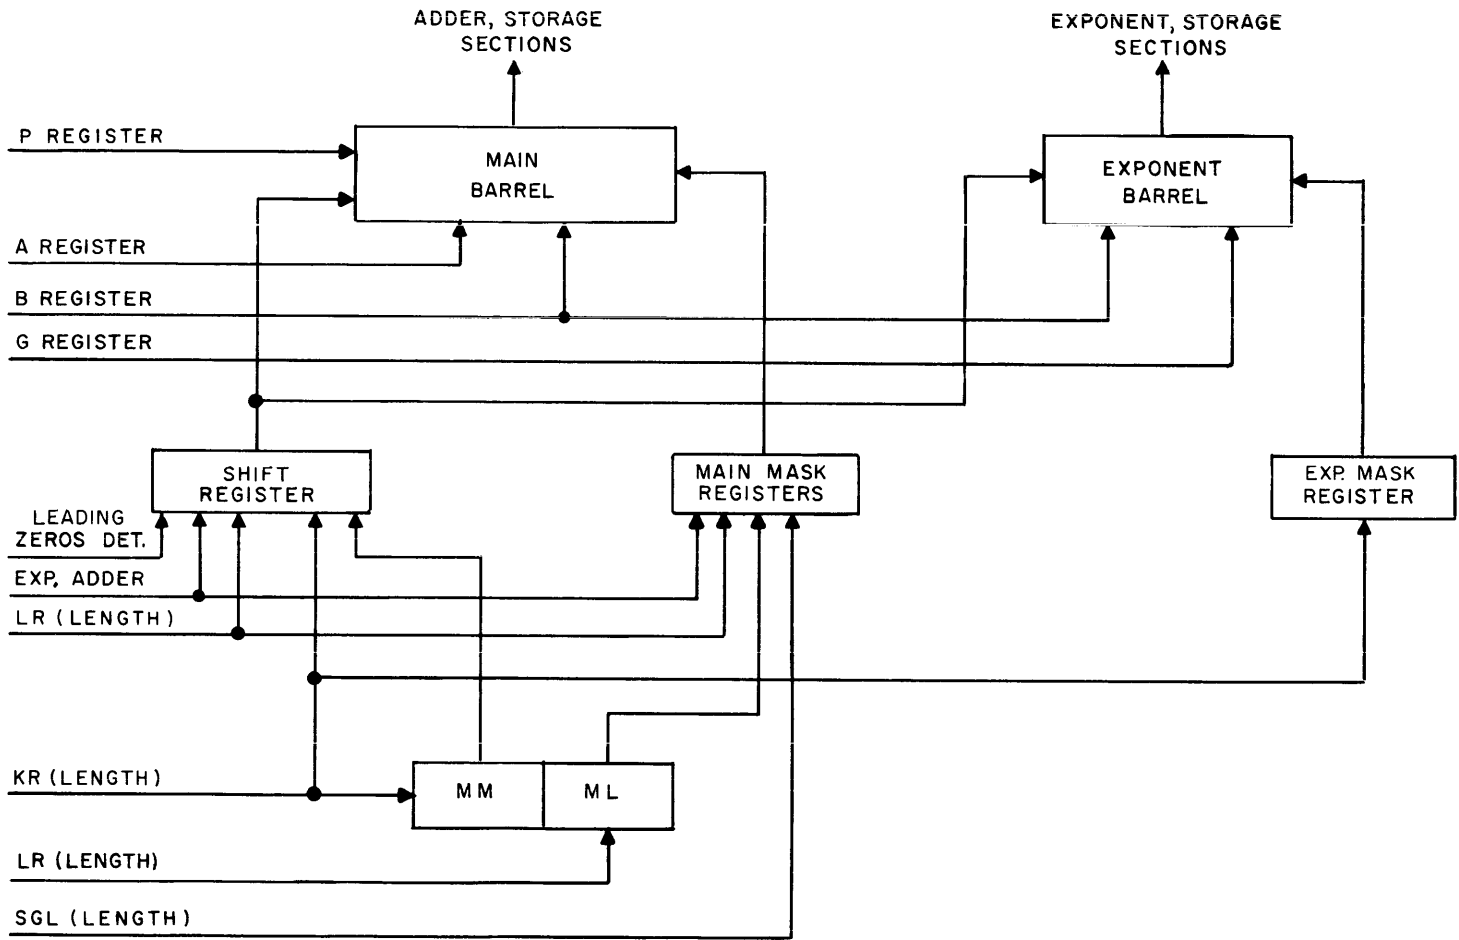 ADDER, STORAGE
SECTIONS
EXPONENT, STORAGE
SECTIONS
P REGISTER
MAIN
BARREL
EXPONENT
BARREL
A REGISTER
B REGISTER
G REGISTER
SHIFT
REGISTER
MAIN MASK
REGISTERS
EXP. MASK
REGISTER
LEADING
ZEROS DET.
EXP. ADDER
LR (LENGTH)
KR (LENGTH)
MM
ML
LR (LENGTH)
SGL (LENGTH)